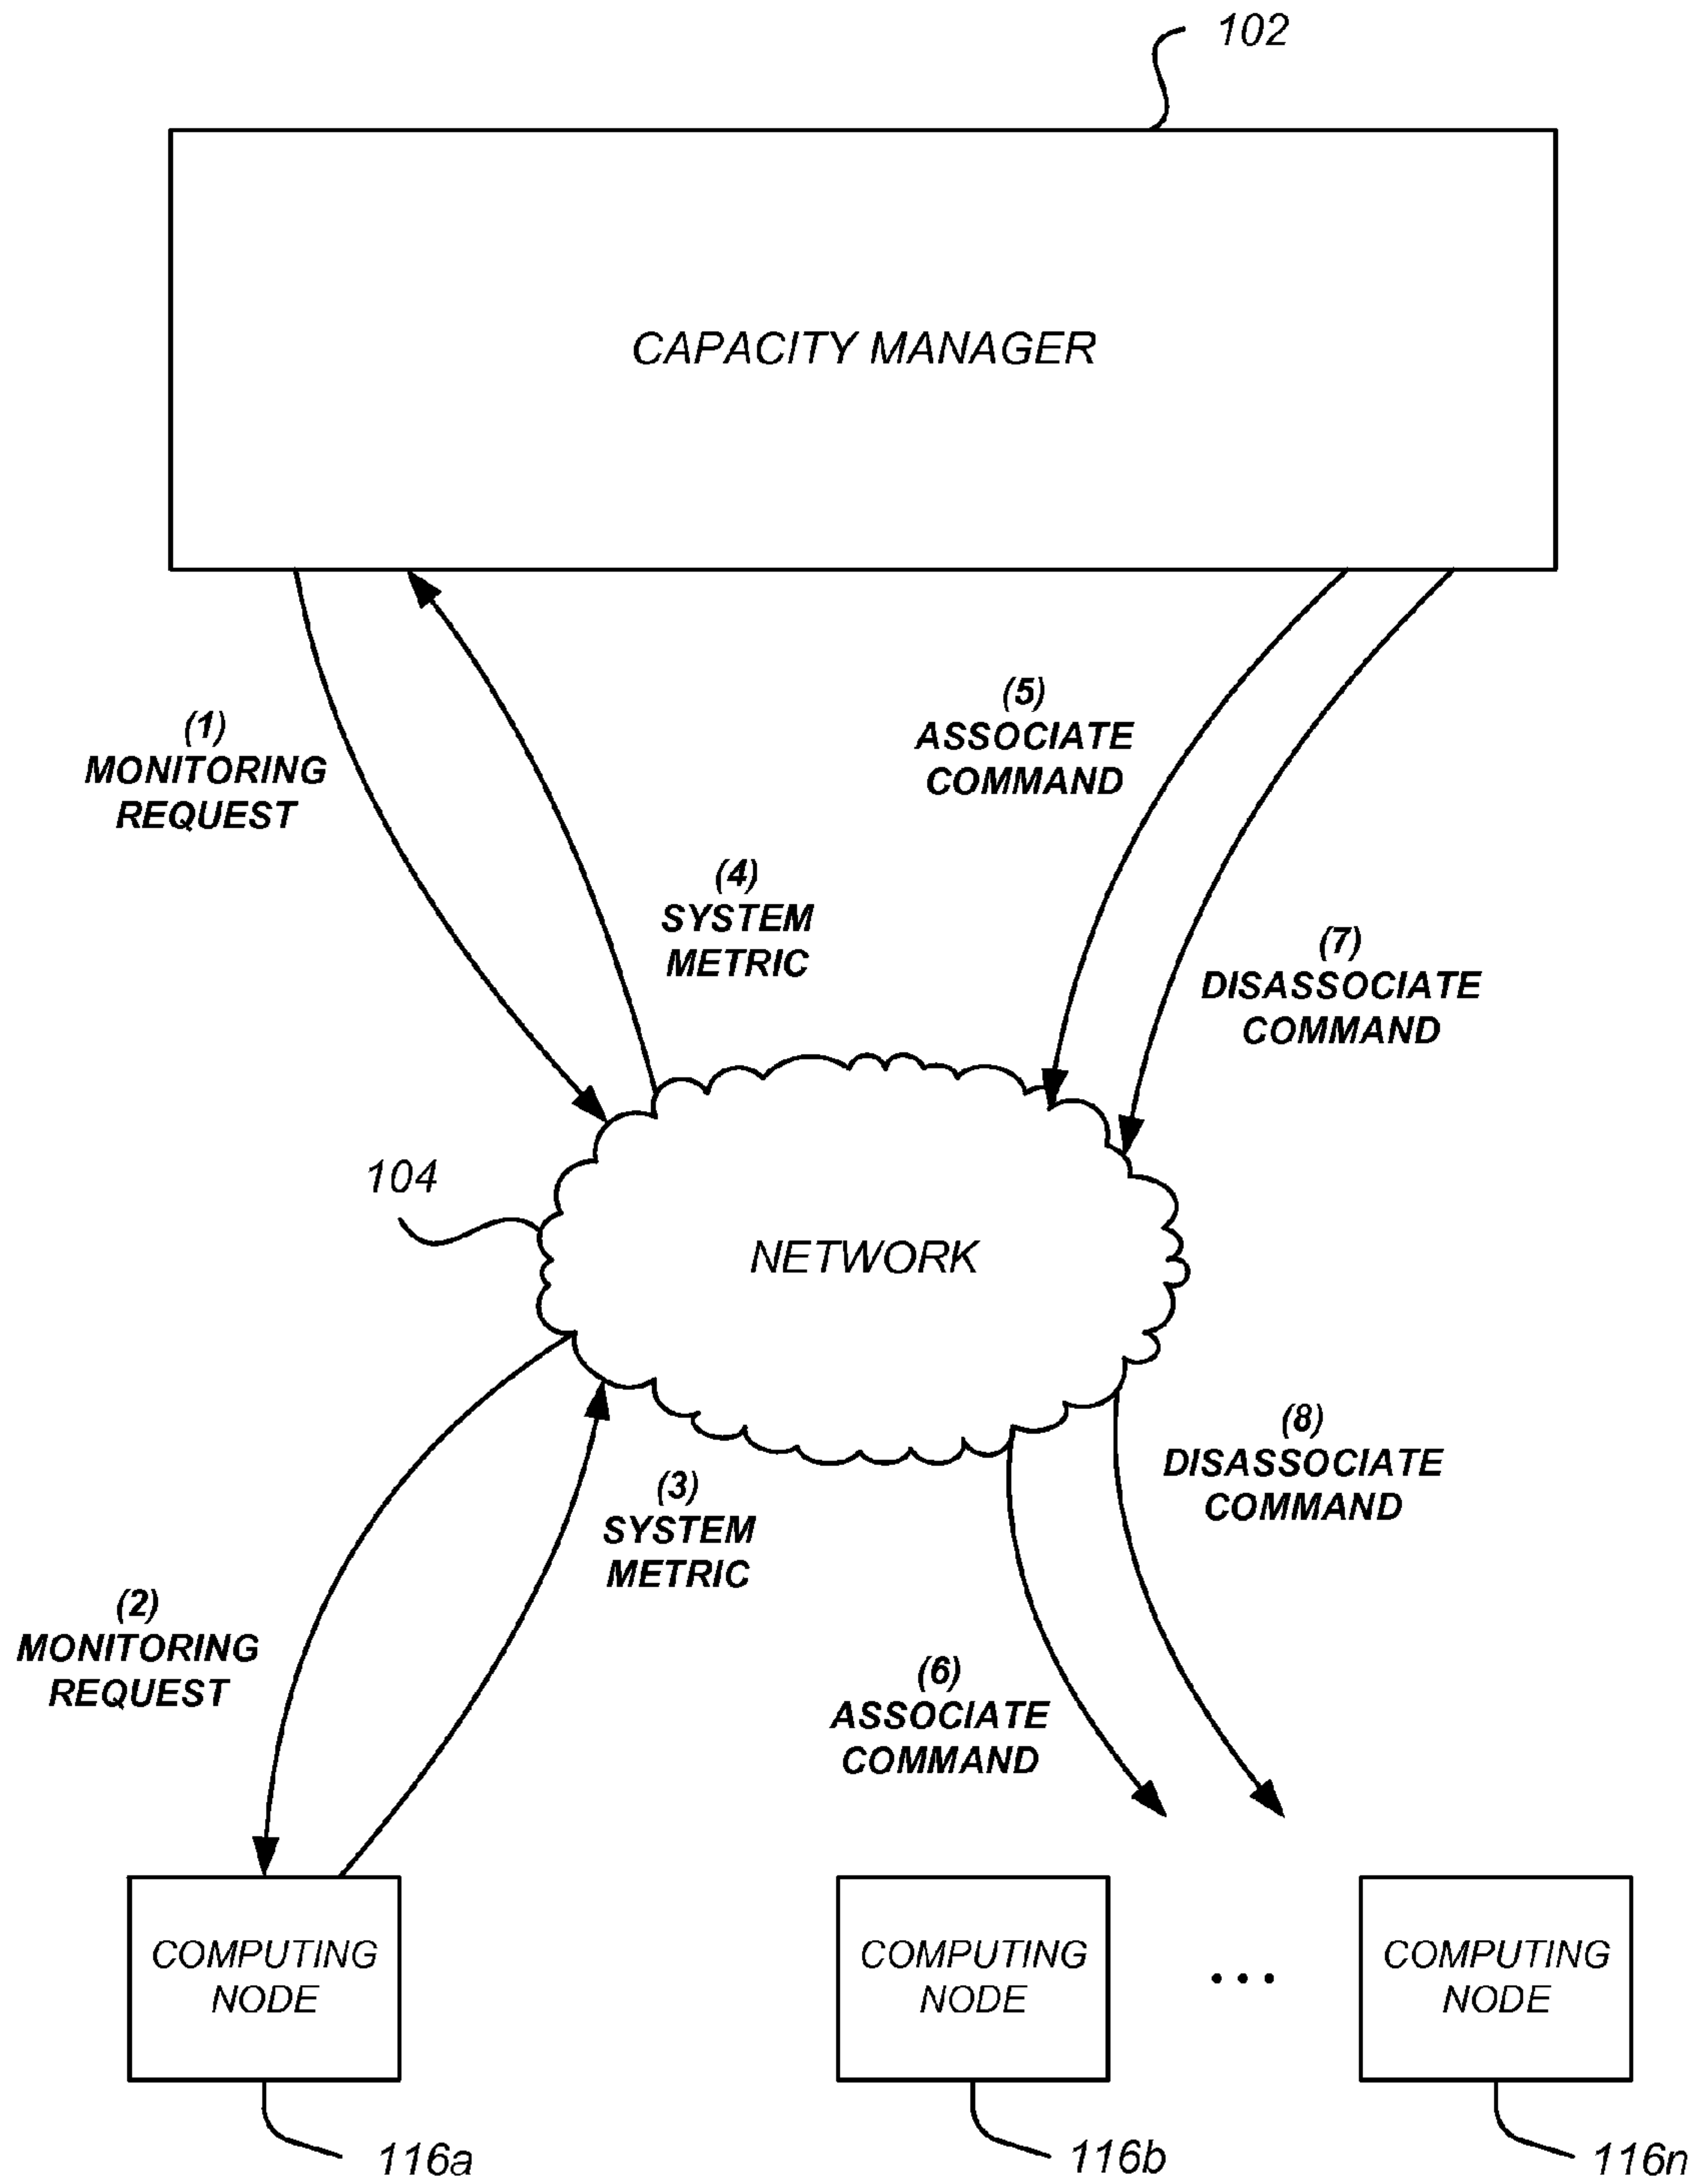 102
CAPACITY MANAGER
(1)
MONITORING
REQUEST
(4)
SYSTEM
METRIC
(5)
ASSOCIATE
COMMAND
(7)
DISASSOCIATE
COMMAND
104
NETWORK
(2)
MONITORING
REQUEST
(3)
SYSTEM
METRIC
(6)
ASSOCIATE
COMMAND
(8)
DISASSOCIATE
COMMAND
COMPUTING
NODE
COMPUTING
NODE
...
COMPUTING
NODE
116a
116b
116n